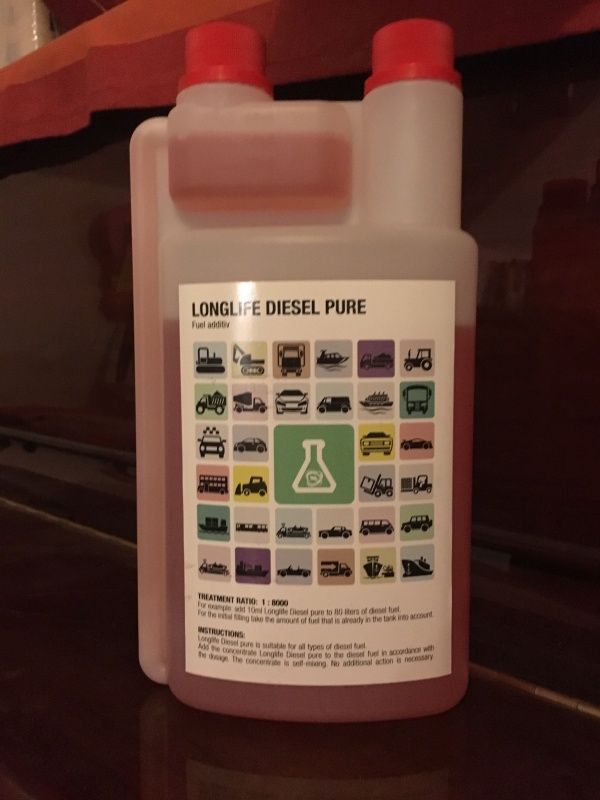 LONGLIFE DIESEL PURE
Fuel additiv
TREATMENT RATIO: 1 : 8000
For example: add 10ml Longlife Diesel pure to 80 liters of diesel fuel.
For the initial filling take the amount of fuel that is already in the tank into account.
INSTRUCTIONS:
Longlife Diesel pure is suitable for all types of diesel fuel.
Add the concentrate Longlife Diesel pure to the diesel fuel in accordance with
the dosage. The concentrate is self-mixing. No additional action is necessary